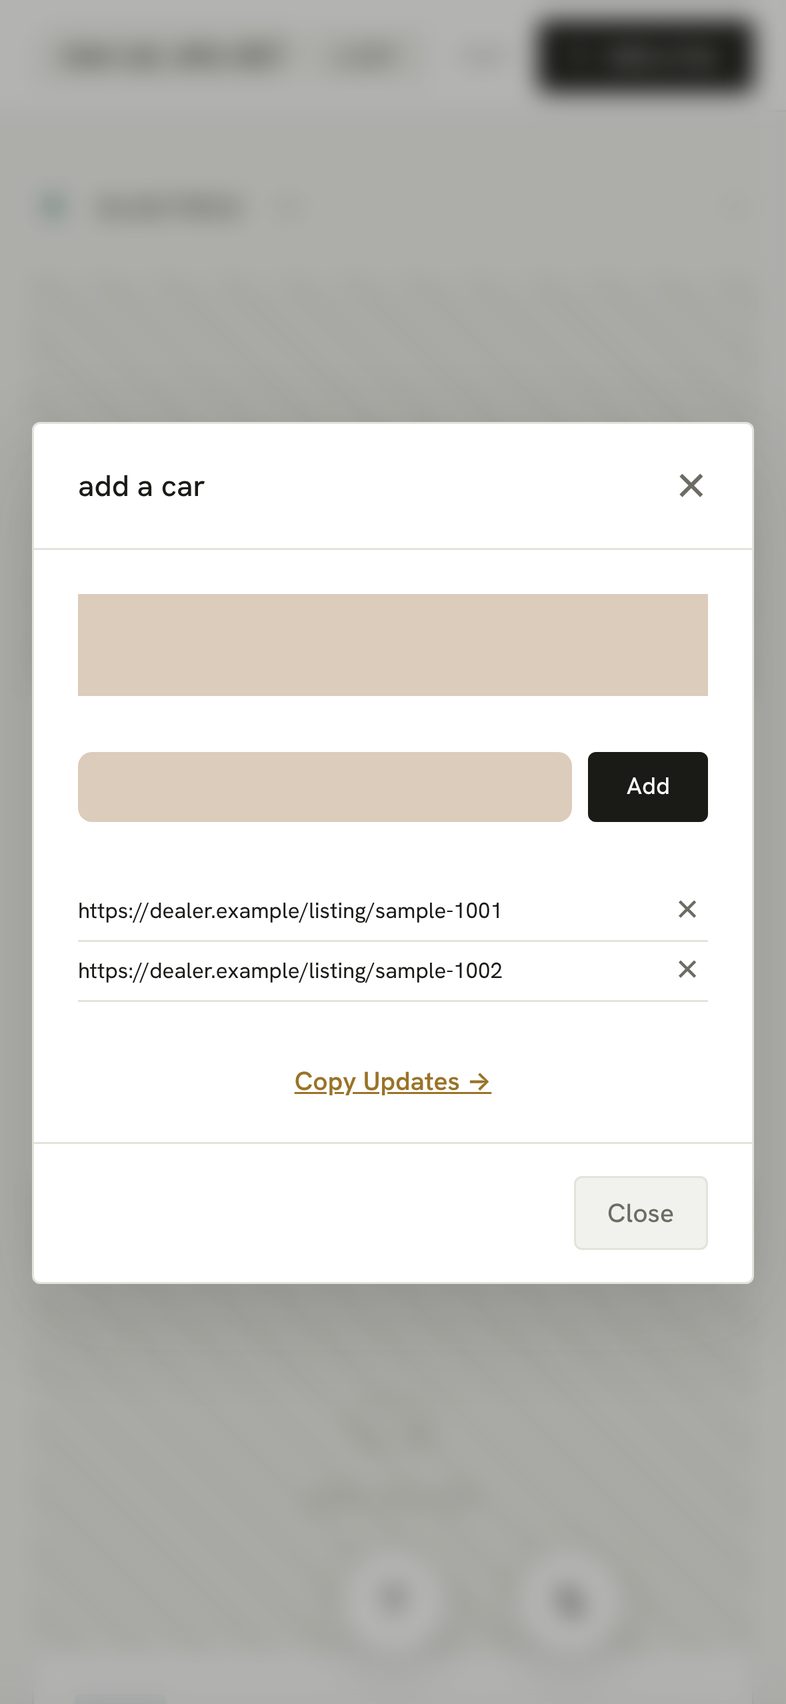 add a car
Add
https://dealer.example/listing/sample-1001
https://dealer.example/listing/sample-1002
Copy Updates →
Close